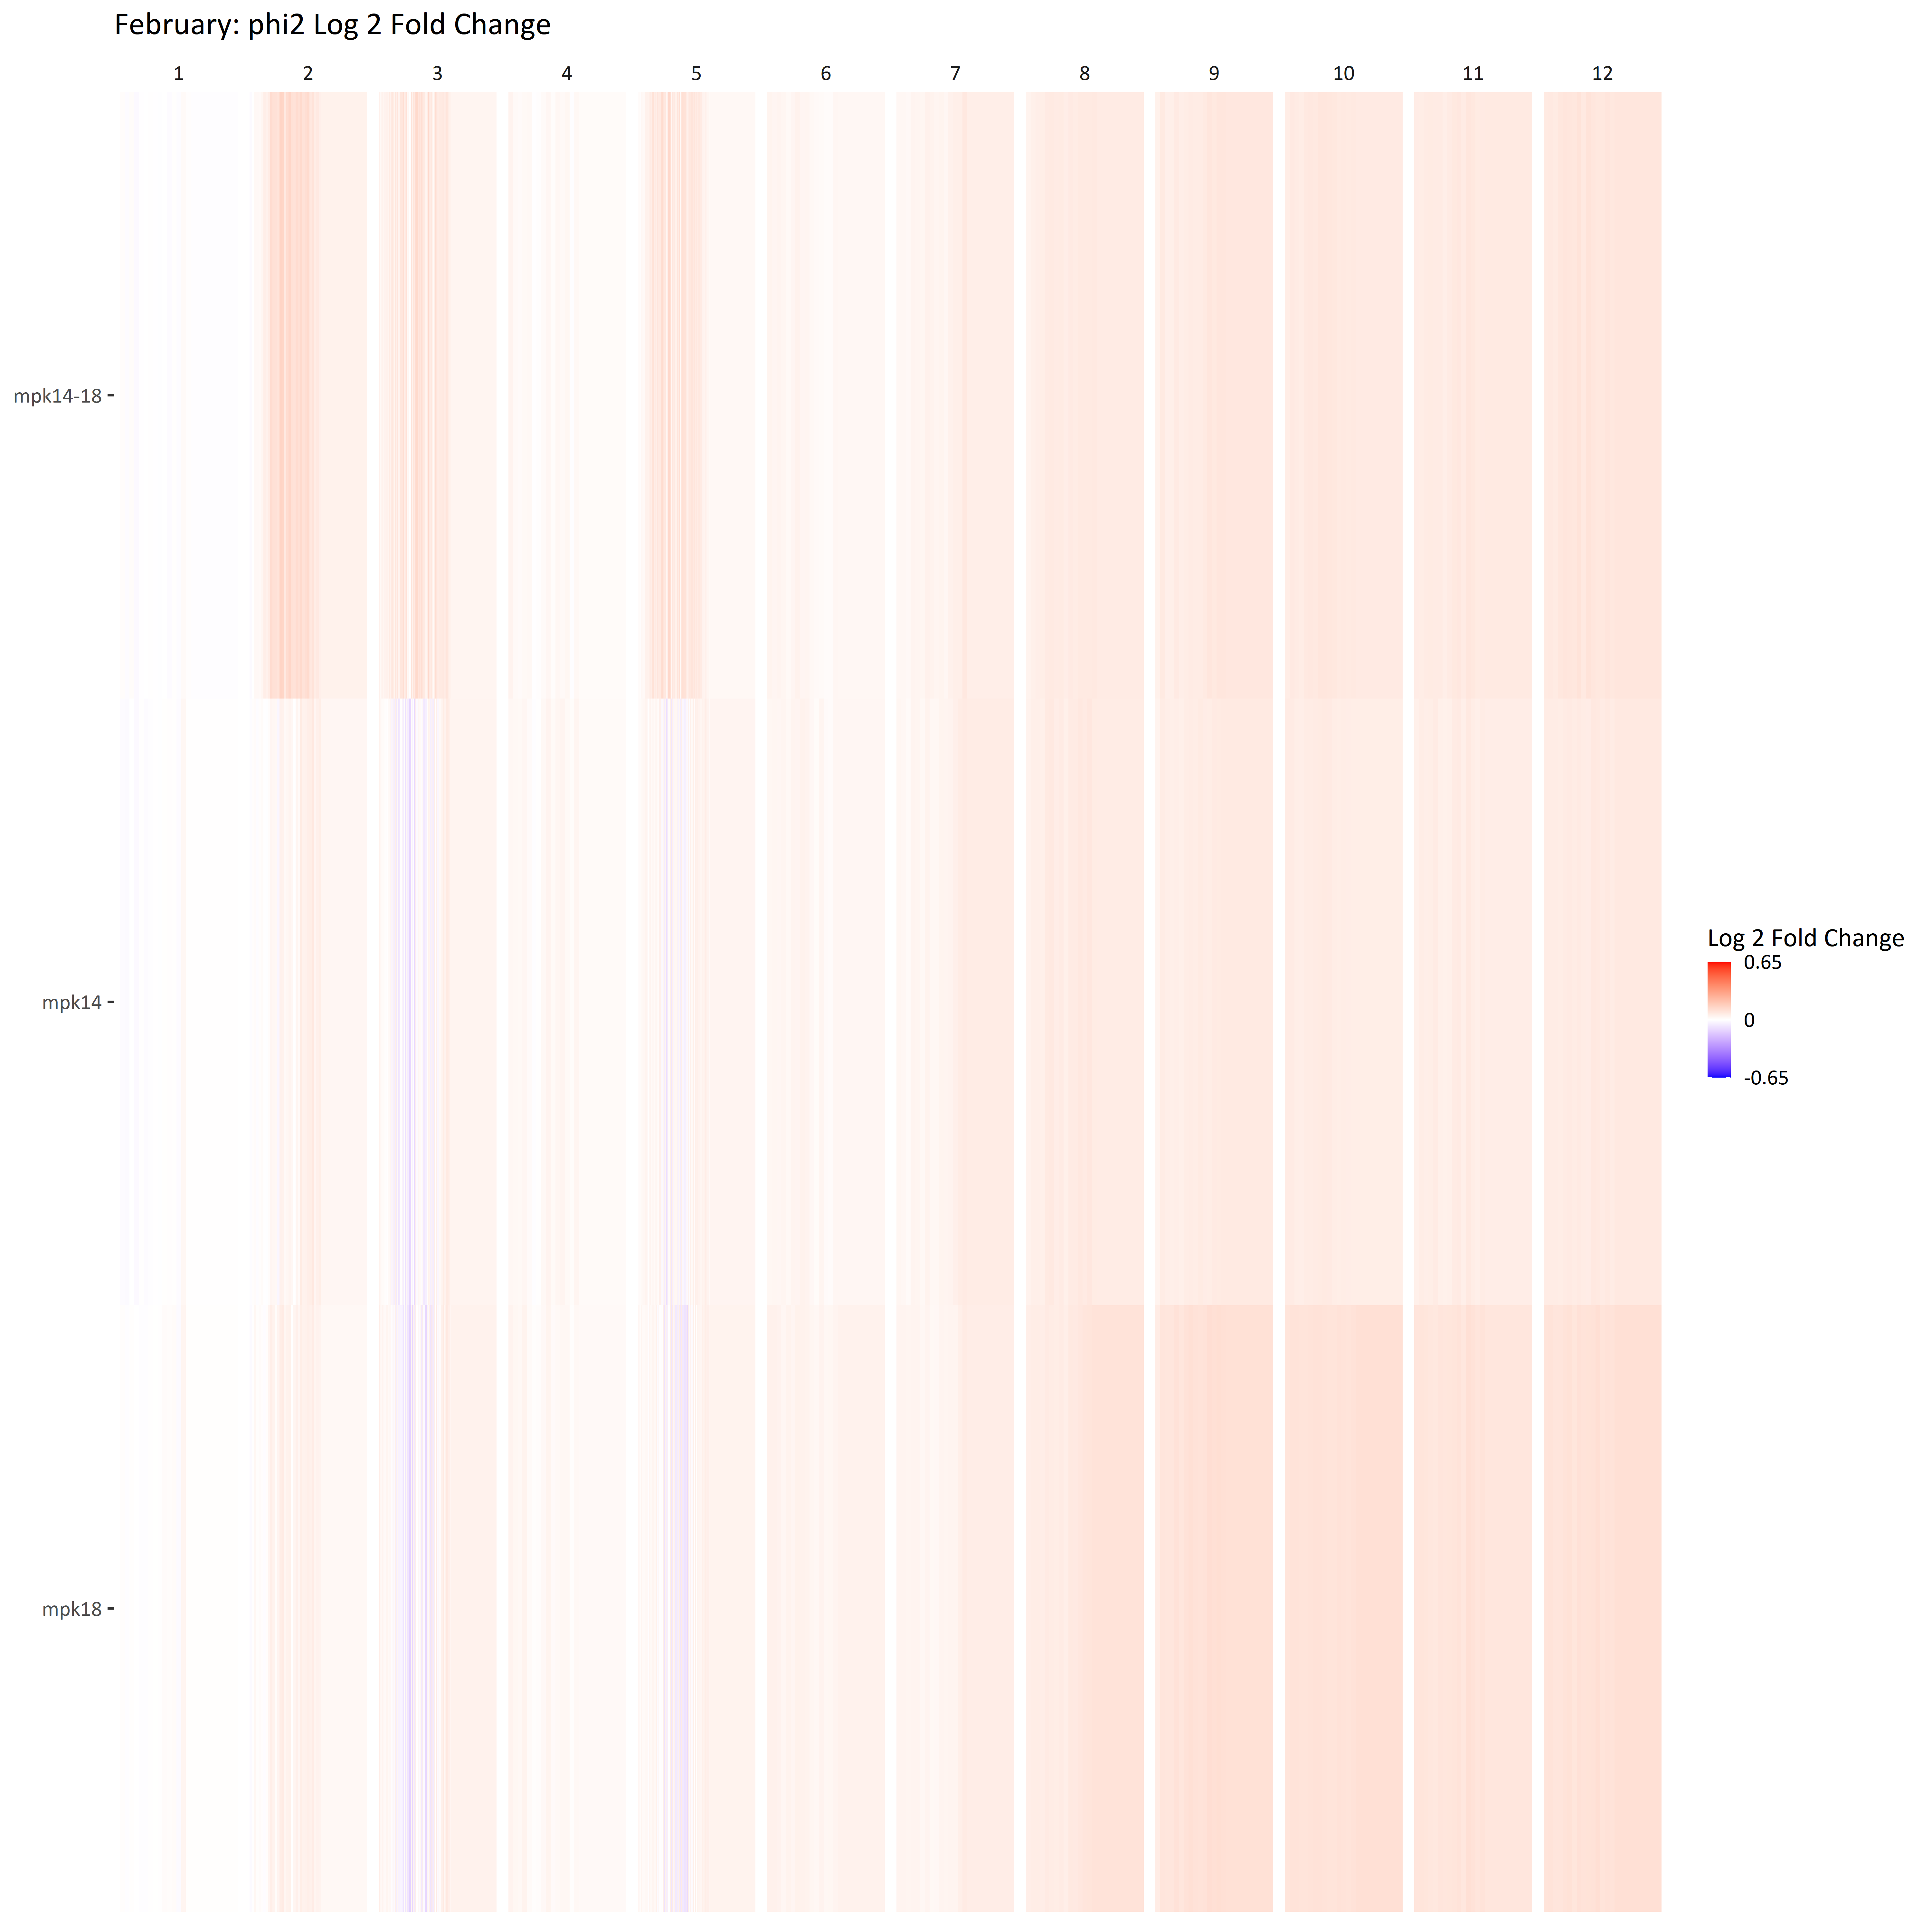 February: phi2 Log 2 Fold Change
1 2 3 4 5 6 7 8 9 10 11 12
mpk14-18
mpk14
mpk18
Log 2 Fold Change
0.65
0
-0.65